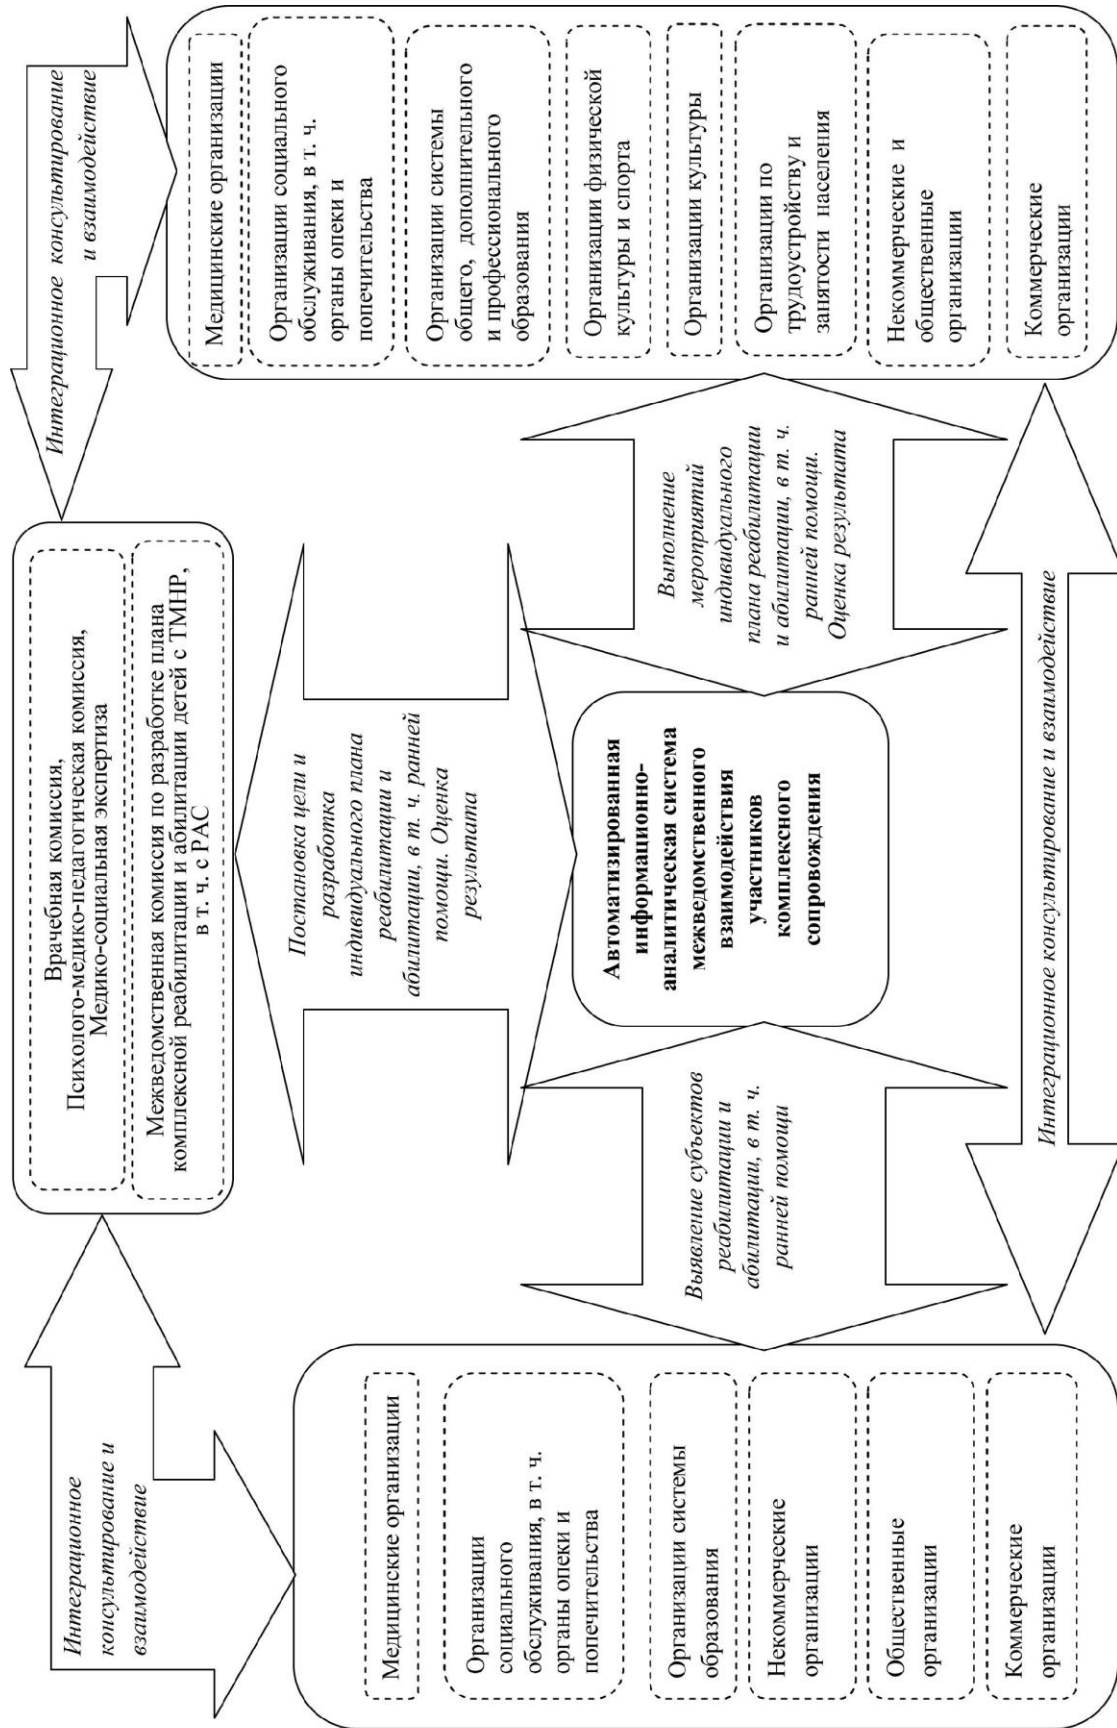 Врачебная комиссия,
Психолого-медико-педагогическая комиссия,
Медико-социальная экспертиза
Межведомственная комиссия по разработке плана
комплексной реабилитации и абилитации детей с ТМНР,
в т. ч. с РАС
Интеграционное
консультирование и
взаимодействие
Интеграционное консультирование
и взаимодействие
Постановка цели и
разработка
индивидуального плана
реабилитации и
абилитации, в т. ч. ранней
помощи. Оценка
результата
Медицинские организации
Организации
социального
обслуживания, в т. ч.
органы опеки и
попечительства
Организации системы
образования
Некоммерческие
организации
Общественные
организации
Коммерческие
организации
Выявление субъектов
реабилитации и
абилитации, в т. ч.
ранней помощи
Автоматизированная
информационно-
аналитическая система
межведомственного
взаимодействия
участников
комплексного
сопровождения
Выполнение
мероприятий
индивидуального
плана реабилитации
и абилитации, в т. ч.
ранней помощи.
Оценка результата
Медицинские организации
Организации социального
обслуживания, в т. ч.
органы опеки и
попечительства
Организации системы
общего, дополнительного
и профессионального
образования
Организации физической
культуры и спорта
Организации культуры
Организации по
трудоустройству и
занятости населения
Некоммерческие и
общественные
организации
Коммерческие
организации
Интеграционное консультирование и взаимодействие